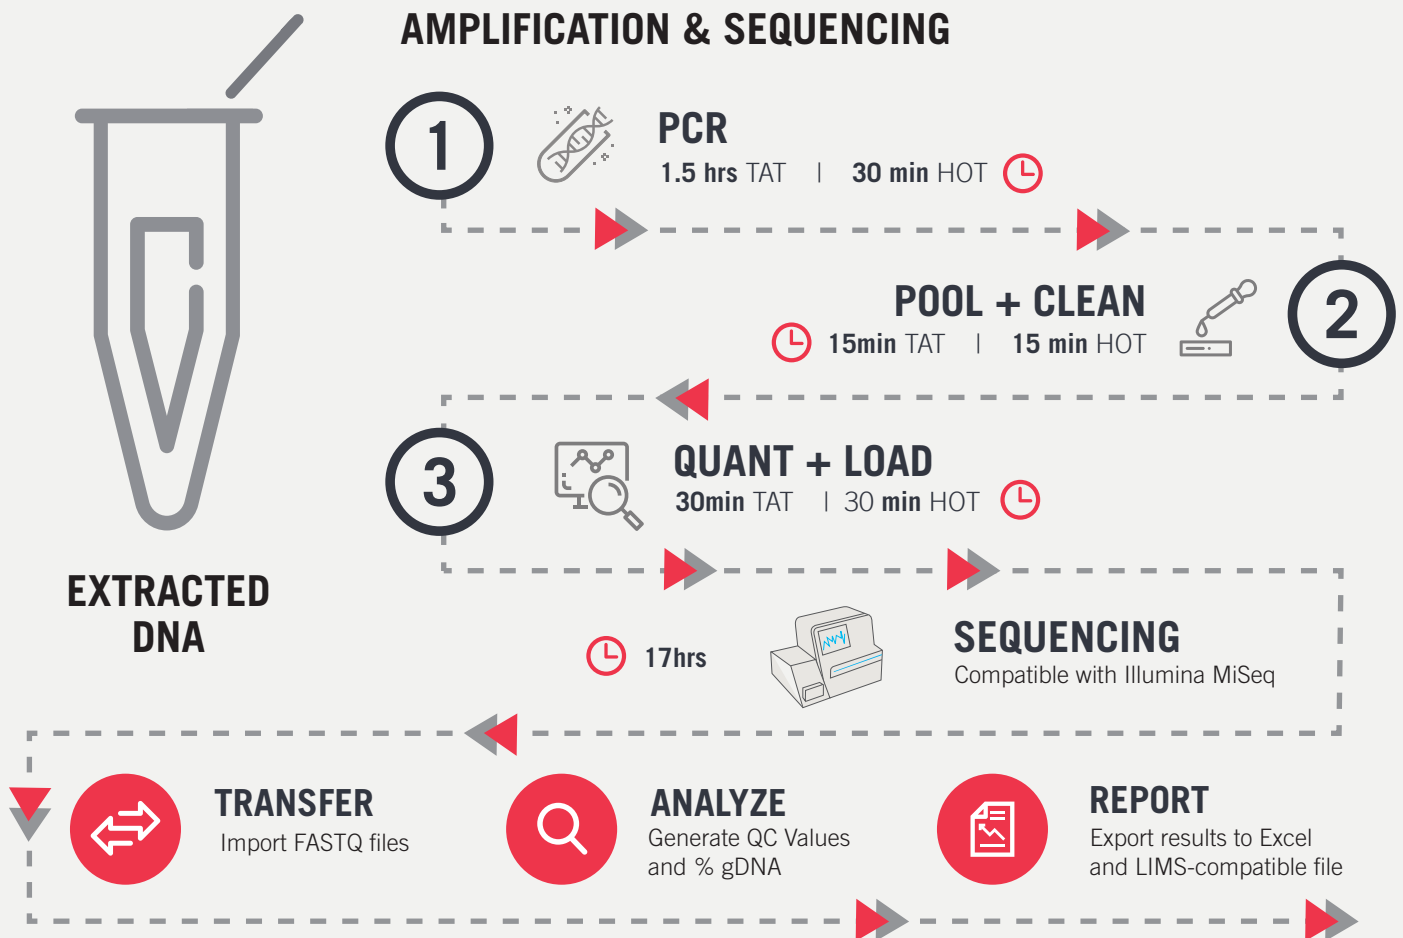 AMPLIFICATION & SEQUENCING
1
PCR
1.5 hrs TAT | 30 min HOT
POOL + CLEAN
15min TAT | 15 min HOT
2
3
QUANT + LOAD
30min TAT | 30 min HOT
EXTRACTED
DNA
17hrs
SEQUENCING
Compatible with Illumina MiSeq
TRANSFER
Import FASTQ files
ANALYZE
Generate QC Values
and % gDNA
REPORT
Export results to Excel
and LIMS-compatible file